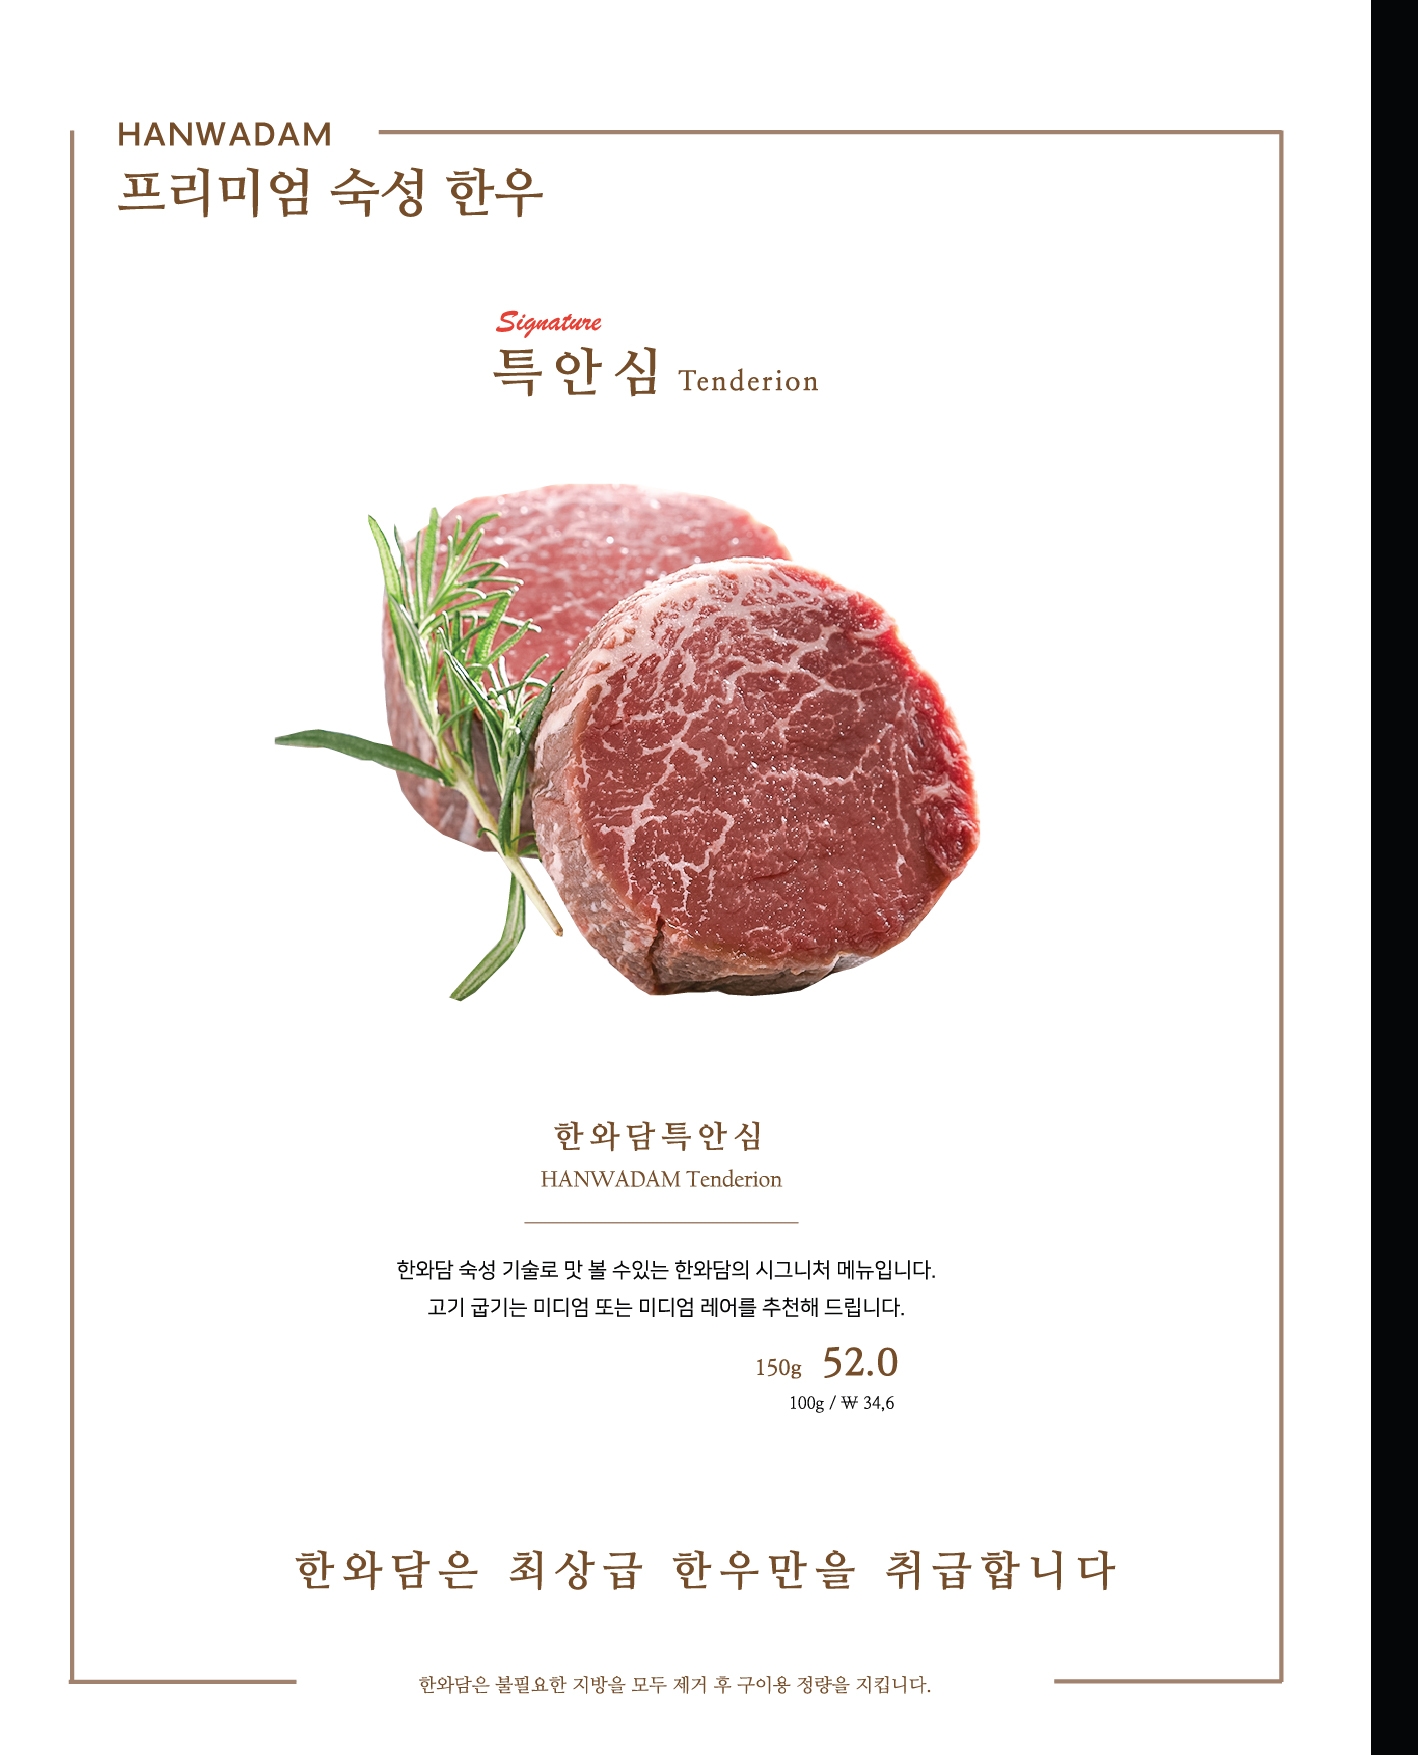 HANWADAM
프리미엄 숙성 한우
Signature
특안심 Tenderion
한와담특안심
HANWADAM Tenderion
한와담 숙성 기술로 맛 볼 수있는 한와담의 시그니처 메뉴입니다.
고기 굽기는 미디엄 또는 미디엄 레어를 추천해 드립니다.
150g 52.0
100g / ₩ 34,6
한와담은 최상급 한우만을 취급합니다
한와담은 불필요한 지방을 모두 제거 후 구이용 정량을 지킵니다.